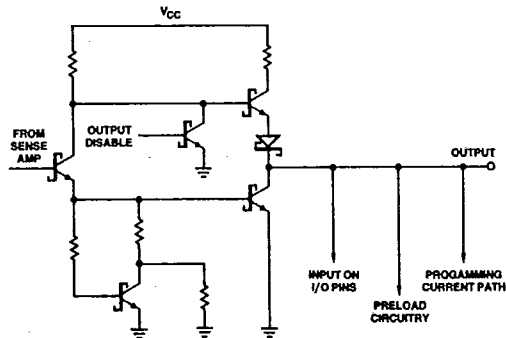 VCC
FROM
SENSE
AMP
OUTPUT
DISABLE
OUTPUT
INPUT ON
I/O PINS
PRELOAD
CIRCUITRY
PROGAMMING
CURRENT PATH